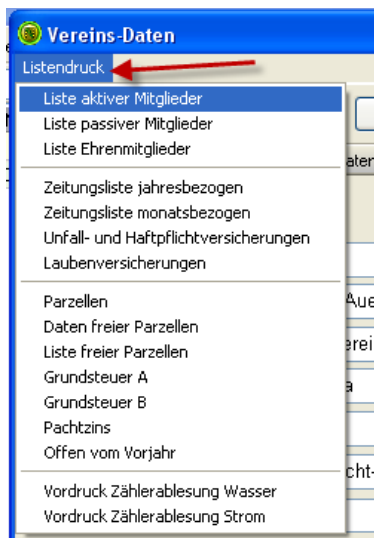 Vereins-Daten
Listendruck
Liste aktiver Mitglieder
Liste passiver Mitglieder
Liste Ehrenmitglieder
Zeitungsliste jahresbezogen
Zeitungsliste monatsbezogen
Unfall- und Haftpflichtversicherungen
Laubenversicherungen
Parzellen
Daten freier Parzellen
Liste freier Parzellen
Grundsteuer A
Grundsteuer B
Pachtzins
Offen vom Vorjahr
Vordruck Zählerablesung Wasser
Vordruck Zählerablesung Strom